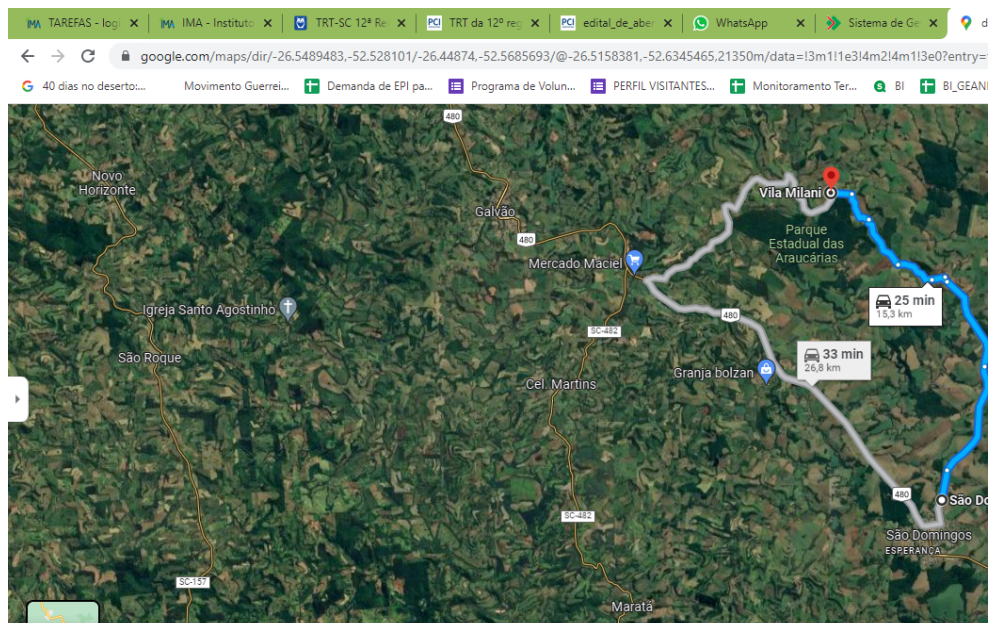 TAREFAS - logi
IMA - Instituto
TRT-SC 12ª Re
PCI TRT da 12º reg
PCI edital_de_aber
WhatsApp
Sistema de Ge
d
google.com/maps/dir/-26.5489483,-52.528101/-26.44874,-52.5685693/@-26.5158381,-52.6345465,21350m/data=!3m1!1e3!4m2!4m1!3e0?entry=
40 dias no deserto:...
Movimento Guerrei...
Demanda de EPI pa...
Programa de Volun...
PERFIL VISITANTES...
Monitoramento Ter...
BI
BI_GEANI
480
Novo
Horizonte
Vila Milani
Galvão
480
Parque
Estadual das
Araucárias
Mercado Maciel
25 min
15,3 km
Igreja Santo Agostinho
480
SC-482
33 min
26,8 km
São Roque
Granja bolzan
Cel. Martins
480
São Do
SC-482
São Domingos
ESPERANÇA
SC-157
Maratá